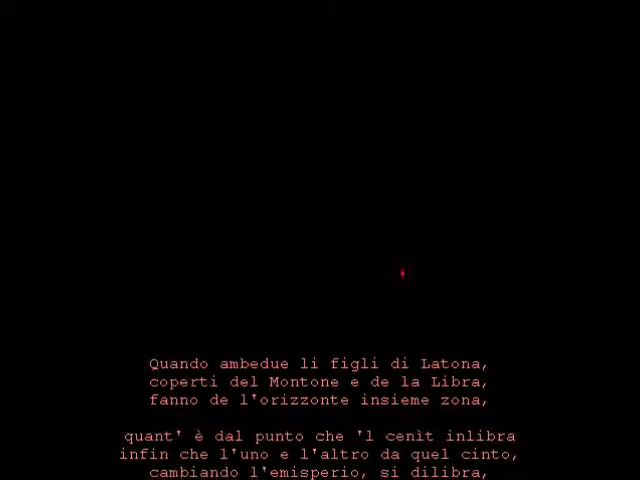 Quando ambedue li figli di Latona,
coperti del Montone e de la Libra,
fanno de l'orizzonte insieme zona,
quant' è dal punto che 'l cenìt inlibra
infin che l'uno e l'altro da quel cinto,
cambiando l'emisperio, si dilibra,